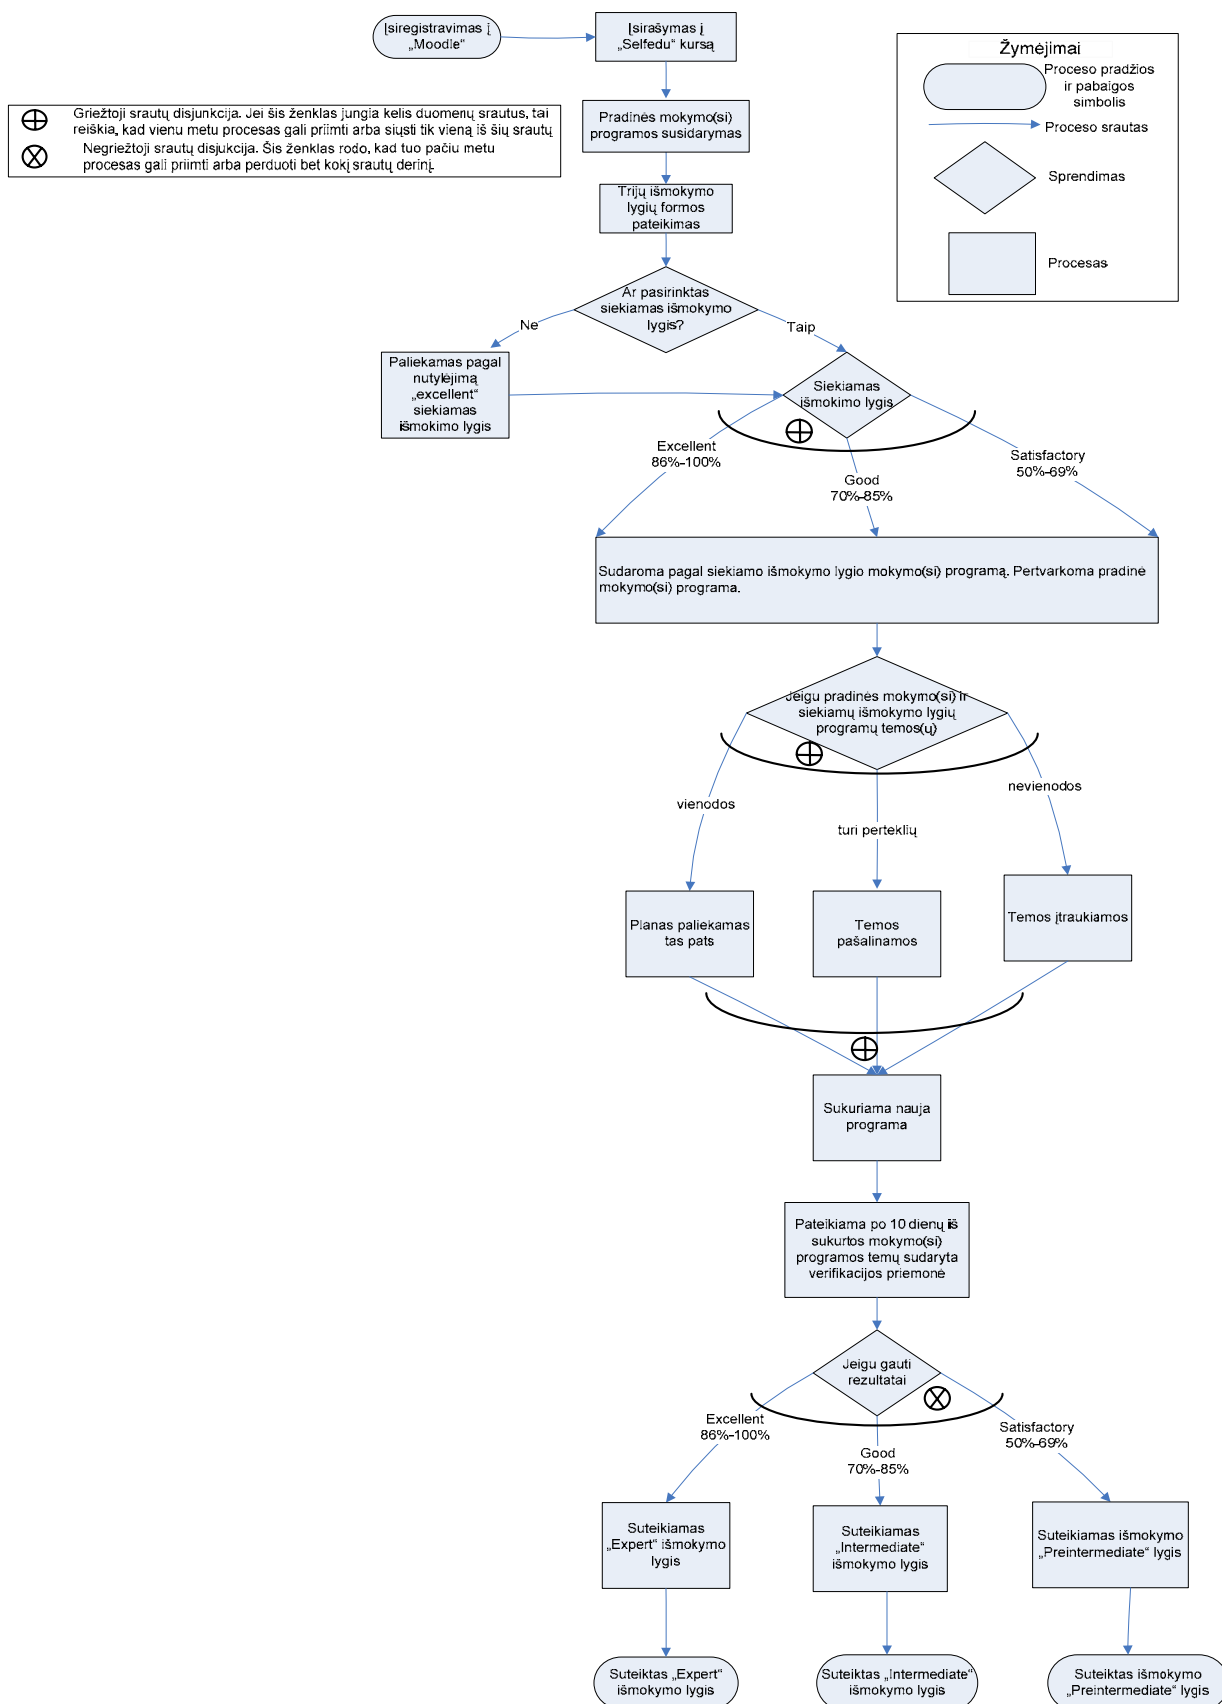 Įsiregistravimas į
„Moodle“
Įsirašymas į
„Selfedu“ kursą
Žymėjimai
Proceso pradžios
ir pabaigos
simbolis
Proceso srautas
Sprendimas
Procesas
Griežtoji srautų disjunkcija. Jei šis ženklas jungia kelis duomenų srautus, tai
reiškia, kad vienu metu procesas gali priimti arba siųsti tik vieną iš šių srautų
Negriežtoji srautų disjukcija. Šis ženklas rodo, kad tuo pačiu metu
procesas gali priimti arba perduoti bet kokį srautų derinį.
Pradinės mokymo(si)
programos susidarymas
Trijų išmokymo
lygių formos
pateikimas
Ar pasirinktas
siekiamas išmokymo
lygis?
Ne
Taip
Paliekamas pagal
nutylėjimą
„excellent“
siekiamas
išmokimo lygis
Siekiamas
išmokimo lygis
Excellent
86%-100%
Good
70%-85%
Satisfactory
50%-69%
Sudaroma pagal siekiamo išmokymo lygio mokymo(si) programą. Pertvarkoma pradinė
mokymo(si) programa.
Jeigu pradinės mokymo(si) ir
siekiamų išmokymo lygių
programų temos(ų)
vienodos
turi perteklių
nevienodos
Planas paliekamas
tas pats
Temos
pašalinamos
Temos įtraukiamos
Sukuriama nauja
programa
Pateikiama po 10 dienų iš
sukurtos mokymo(si)
programos temų sudaryta
verifikacijos priemonė
Jeigu gauti
rezultatai
Excellent
86%-100%
Good
70%-85%
Satisfactory
50%-69%
Suteikiamas
„Expert“ išmokymo
lygis
Suteikiamas
„Intermediate“
išmokymo lygis
Suteikiamas išmokymo
„Preintermediate“ lygis
Suteiktas „Expert“
išmokymo lygis
Suteiktas „Intermediate“
išmokymo lygis
Suteiktas išmokymo
„Preintermediate“ lygis